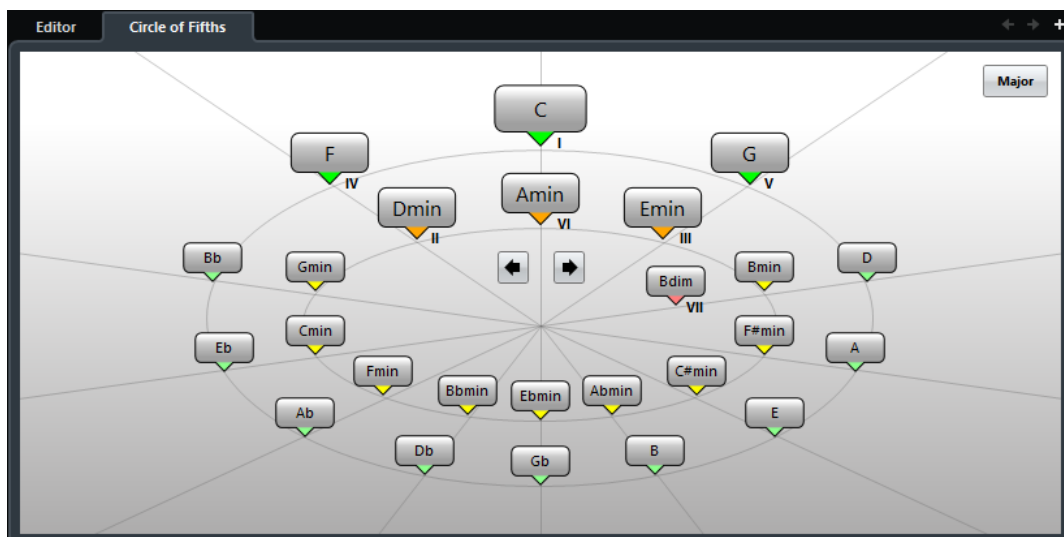 Editor
Circle of Fifths
Major
C
I
F
IV
G
V
Amin
VI
Dmin
II
Emin
III
Bb
Gmin
Bdim
VII
Bmin
D
Eb
Cmin
F#min
A
Fmin
C#min
Bbmin
Ebmin
Abmin
Ab
E
Db
Gb
B